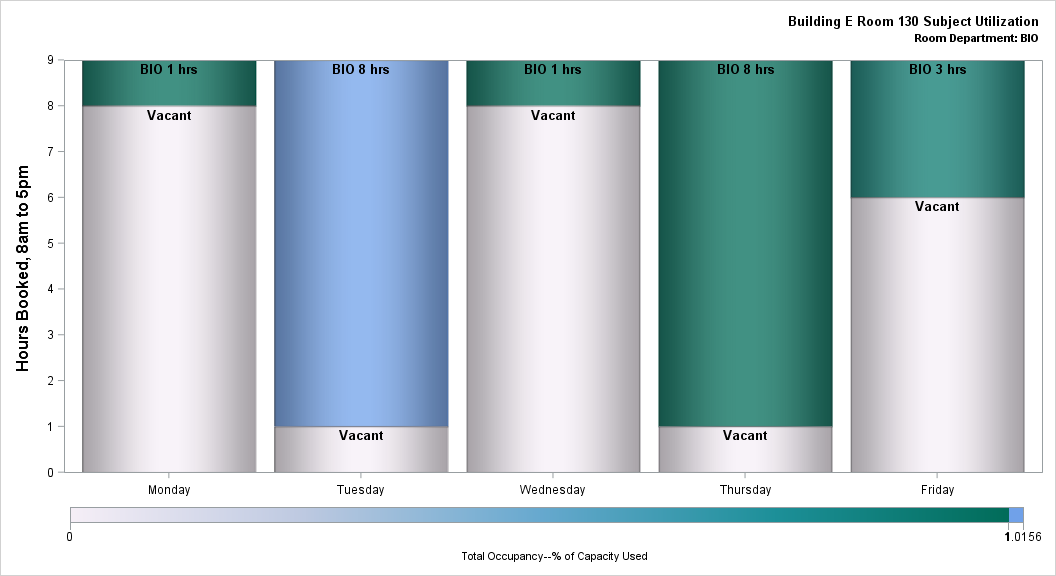 Building E Room 130 Subject Utilization
Room Department: BIO
Hours Booked, 8am to 5pm
9
8
7
6
5
4
3
2
1
0
BIO 1 hrs
Vacant
BIO 8 hrs
Vacant
BIO 1 hrs
Vacant
BIO 8 hrs
Vacant
BIO 3 hrs
Vacant
Monday
Tuesday
Wednesday
Thursday
Friday
0
1.0156
Total Occupancy--% of Capacity Used